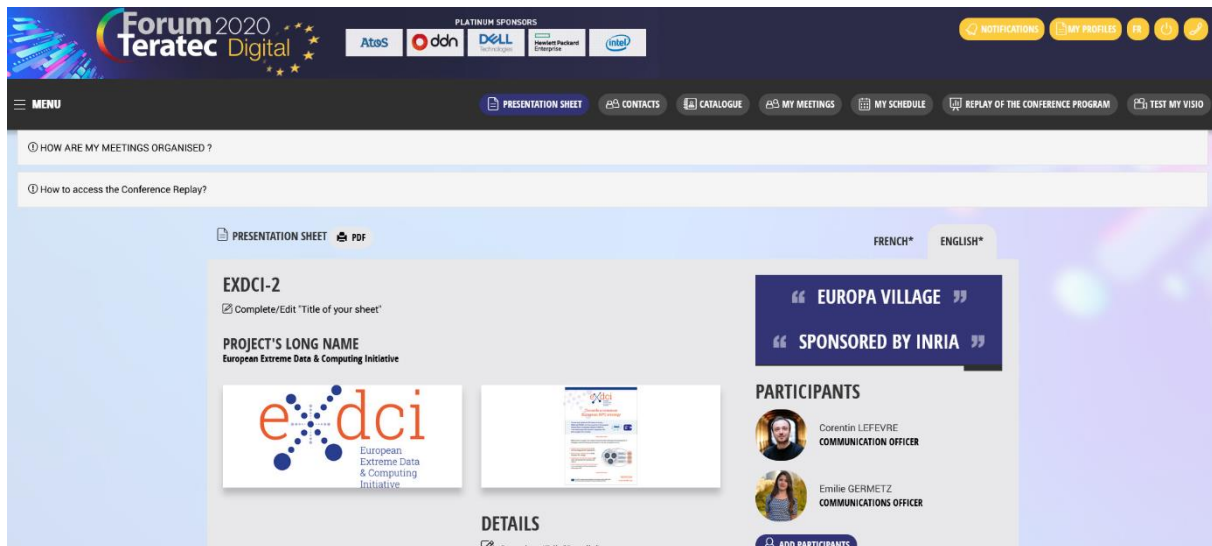 Forum 2020
Teratec Digital
PLATINUM SPONSORS
Atos
ddn
DELL
Technologies
Hewlett Packard
Enterprise
intel
NOTIFICATIONS
MY PROFILES
FR
MENU
PRESENTATION SHEET
CONTACTS
CATALOGUE
MY MEETINGS
MY SCHEDULE
REPLAY OF THE CONFERENCE PROGRAM
TEST MY VISIO
HOW ARE MY MEETINGS ORGANISED ?
How to access the Conference Replay?
PRESENTATION SHEET
PDF
FRENCH*
ENGLISH*
EXDCI-2
Complete/Edit "Title of your sheet"
PROJECT'S LONG NAME
European Extreme Data & Computing Initiative
exdci
European
Extreme Data
& Computing
Initiative
exdci
DETAILS
“ EUROPA VILLAGE ”
“ SPONSORED BY INRIA ”
PARTICIPANTS
Corentin LEFEVRE
COMMUNICATION OFFICER
Emilie GERMETZ
COMMUNICATIONS OFFICER
ADD PARTICIPANTS